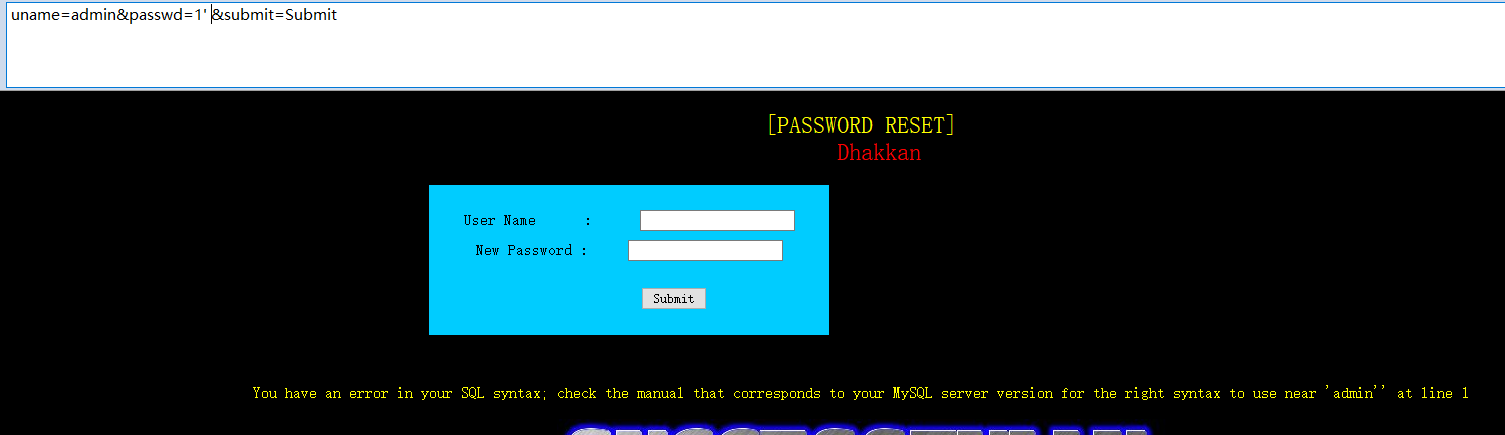 uname=admin&passwd=1' &submit=Submit
[PASSWORD RESET]
Dhakkan
User Name :
New Password :
Submit
You have an error in your SQL syntax; check the manual that corresponds to your MySQL server version for the right syntax to use near 'admin'' at line 1